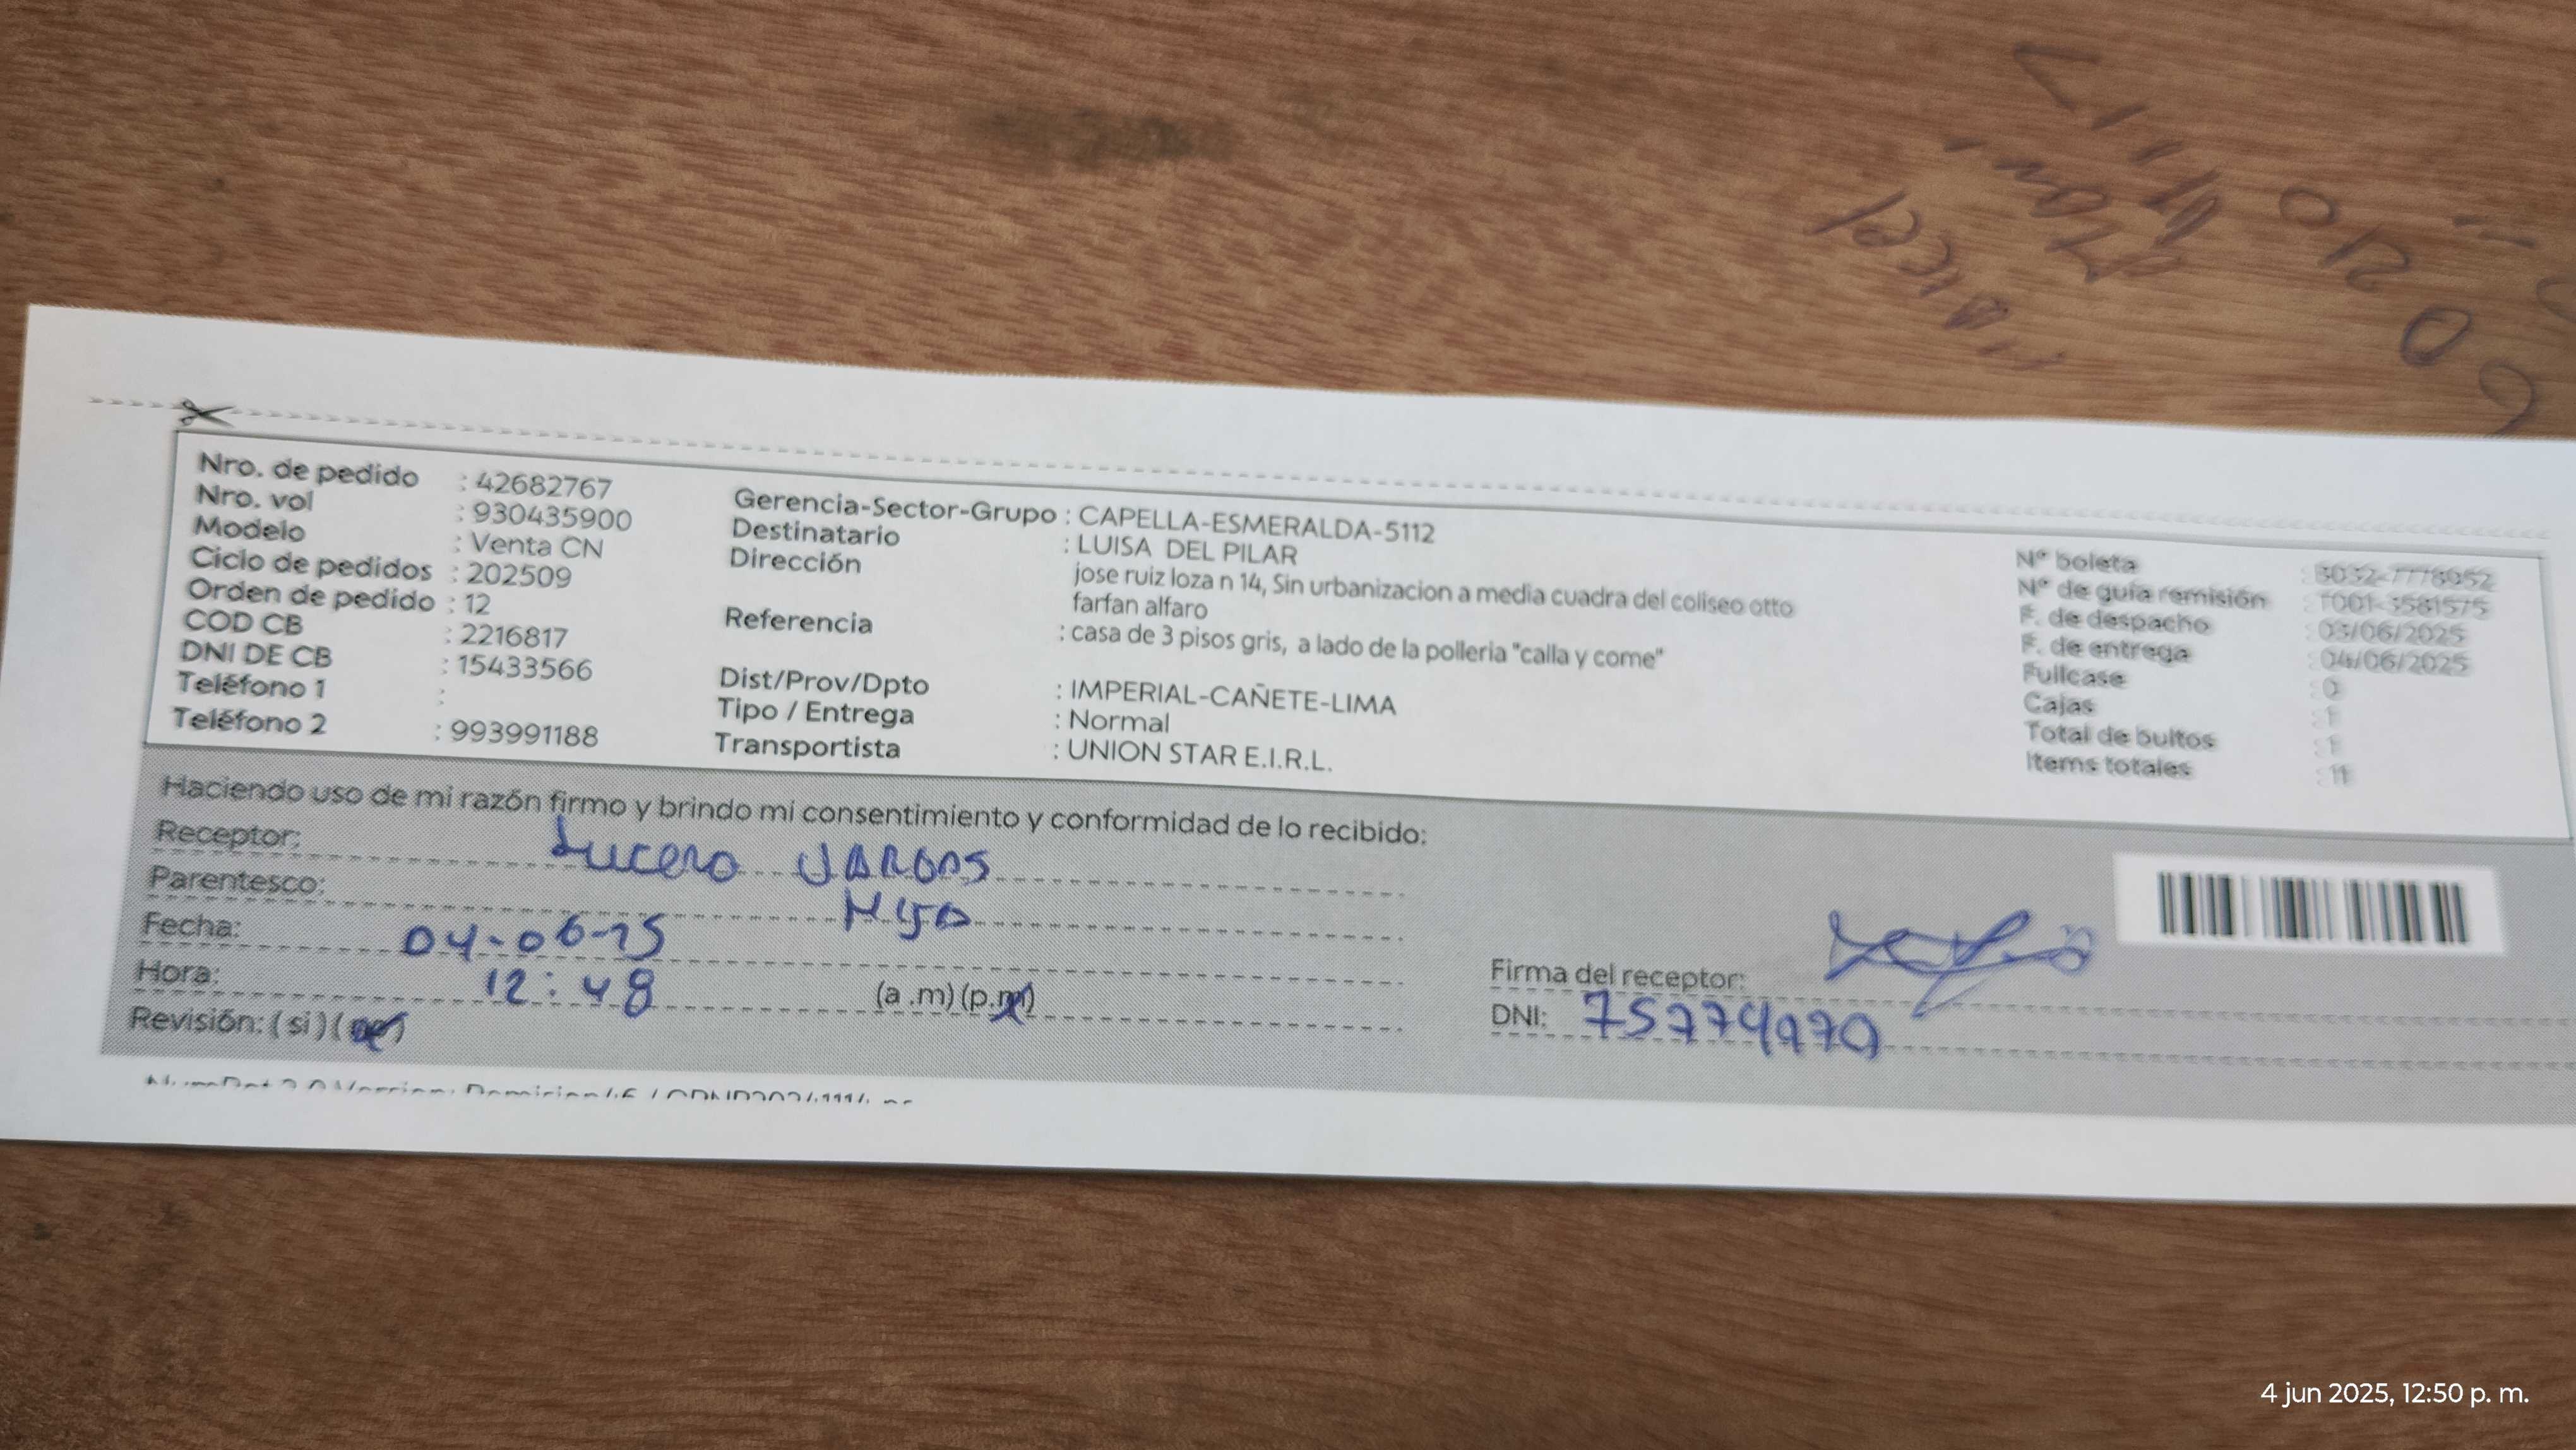 Nro. de pedido : 42682767
Nro. vol : 930435900
Modelo : Venta CN
Ciclo de pedidos : 202509
Orden de pedido : 12
COD CB : 2216817
DNI DE CB : 15433566
Teléfono 1 :
Teléfono 2 : 993991188
Gerencia-Sector-Grupo : CAPELLA-ESMERALDA-5112
Destinatario : LUISA DEL PILAR
Dirección jose ruiz loza n 14, Sin urbanizacion a media cuadra del coliseo otto
farfan alfaro
Referencia : casa de 3 pisos gris, a lado de la polleria "calla y come"
Dist/Prov/Dpto : IMPERIAL-CAÑETE-LIMA
Tipo / Entrega : Normal
Transportista : UNION STAR E.I.R.L.
N° boleta
N° de guía remisión : T001-3581575
F. de despacho : 03/06/2025
F. de entrega : 04/06/2025
Fullcase : 0
Cajas : 1
Total de bultos : 1
Items totales : 11
Haciendo uso de mi razón firmo y brindo mi consentimiento y conformidad de lo recibido:
Receptor: Lucero VARGAS
Parentesco: Hija
Fecha: 04-06-25
Hora: 12:48 (a.m) (p.m)
Revisión: ( si ) ( no )
Firma del receptor:
DNI:
4 jun 2025, 12:50 p. m.